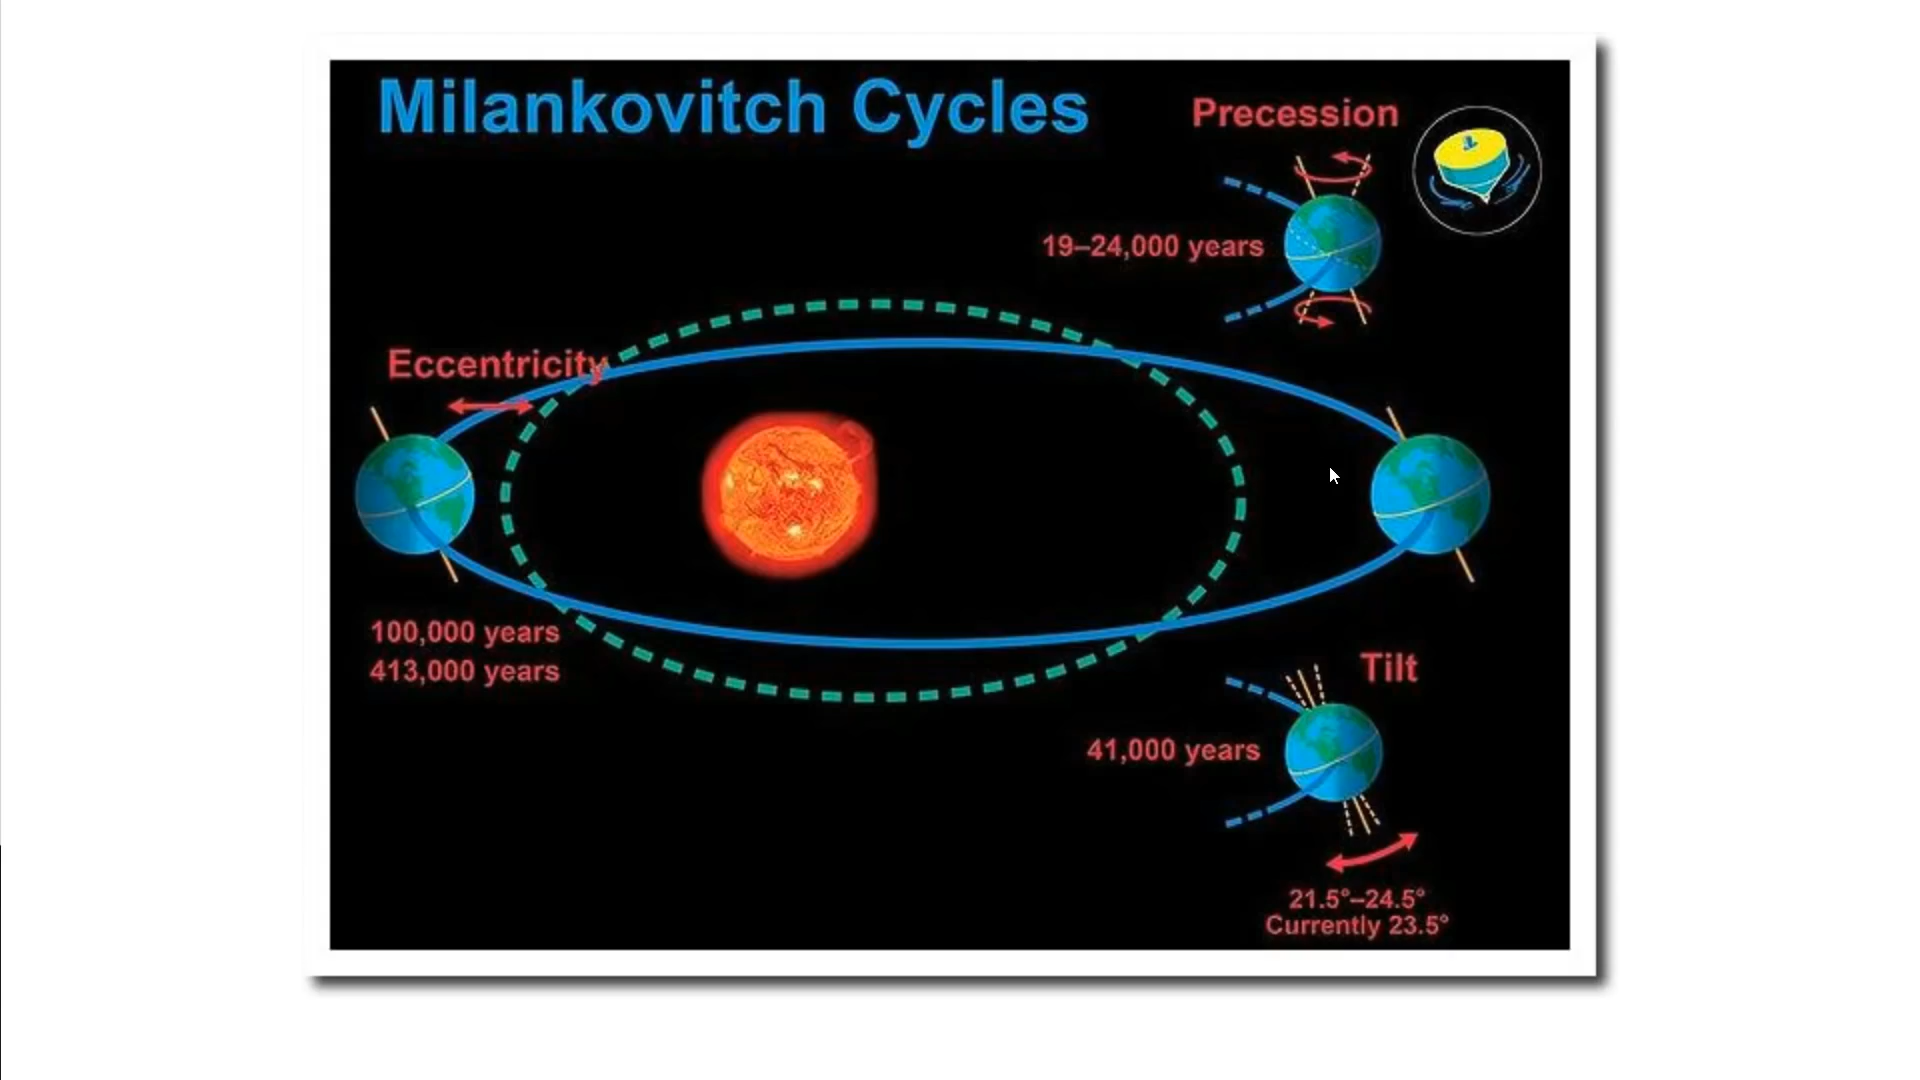 Milankovitch Cycles
Precession
19–24,000 years
Eccentricity
100,000 years
413,000 years
Tilt
41,000 years
21.5°–24.5°
Currently 23.5°